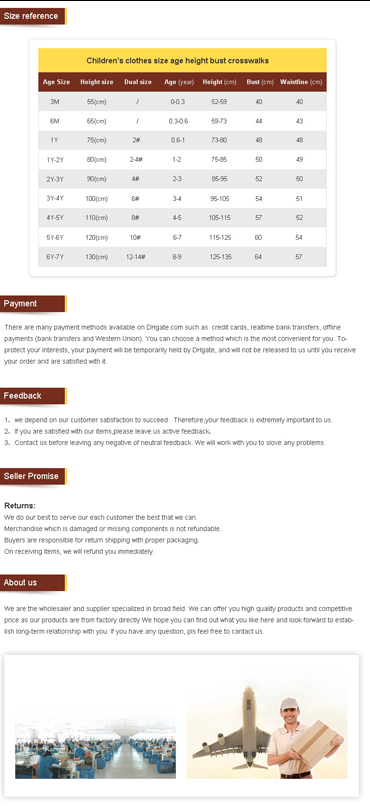 Size reference
Children's clothes size age height bust crosswalks
Age Size Height size Dual size Age (year) Height (cm) Bust (cm) Waistline (cm)
3M 55(cm) / 0-0.3 52-59 40 40
6M 65(cm) / 0.3-0.6 59-73 44 43
1Y 75(cm) 2# 0.6-1 73-80 48 48
1Y-2Y 80(cm) 2-4# 1-2 75-85 50 49
2Y-3Y 90(cm) 4# 2-3 85-95 52 50
3Y-4Y 100(cm) 6# 3-4 95-105 54 51
4Y-5Y 110(cm) 8# 4-5 105-115 57 52
5Y-6Y 120(cm) 10# 6-7 115-125 60 54
6Y-7Y 130(cm) 12-14# 8-9 125-135 64 57
Payment
There are many payment methods available on DHgate.com such as credit cards, realtime bank transfers, offline
payments (bank transfers and Western Union). You can choose a method which is the most convenient for you. To-
protect your interests, your payment will be temporarily held by DHgate, and will not be released to us until you receive
your order and are satisfied with it.
Feedback
1、we depend on our customer satisfaction to succeed . Therefore,your feedback is extremely important to us.
2、If you are satisfied with our items,please leave us active feedback.
3、Contact us before leaving any negative of neutral feedback. We will work with you to slove any problems.
Seller Promise
Returns:
We do our best to serve our each customer the best that we can.
Merchandise which is damaged or missing components is not refundable.
Buyers are responsible for return shipping with proper packaging.
On receiving items, we will refund you immediately.
About us
We are the wholesaler and supplier specialized in broad field. We can offer you high quality products and competitive
price as our products are from factory directly We hope you can find out what you like here and look forward to estab-
lish long-term relationship with you. If you have any question, pls feel free to cantact us.